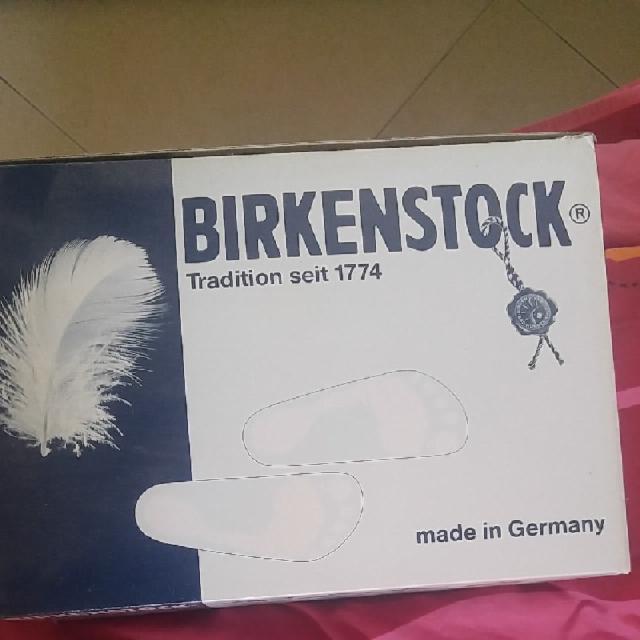 BIRKENSTOCK®
Tradition seit 1774
made in Germany